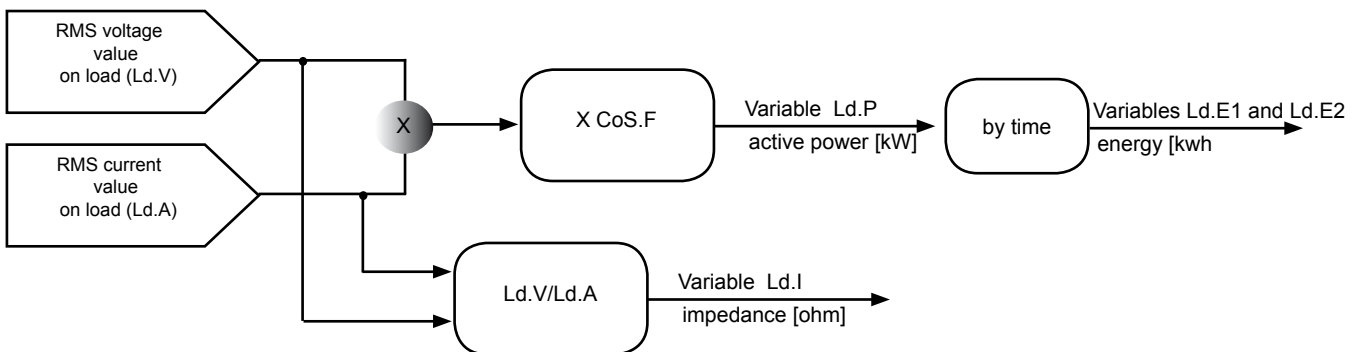 RMS voltage
value
on load (Ld.V)
RMS current
value
on load (Ld.A)
X
X CoS.F
Variable Ld.P
active power [kW]
by time
Variables Ld.E1 and Ld.E2
energy [kwh
Ld.V/Ld.A
Variable Ld.I
impedance [ohm]